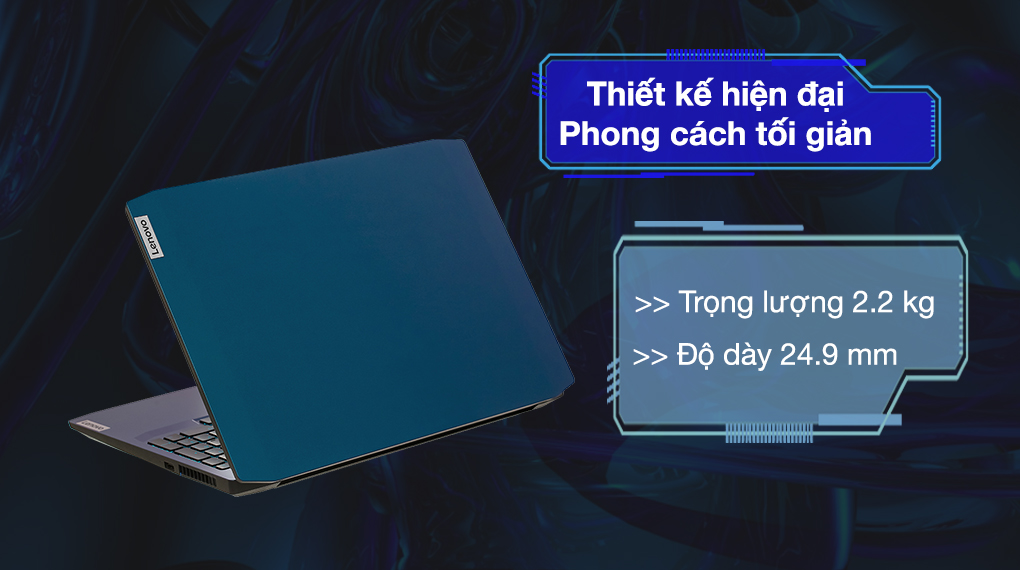 Thiết kế hiện đại
Phong cách tối giản
Lenovo
>> Trọng lượng 2.2 kg
>> Độ dày 24.9 mm
Lenovo